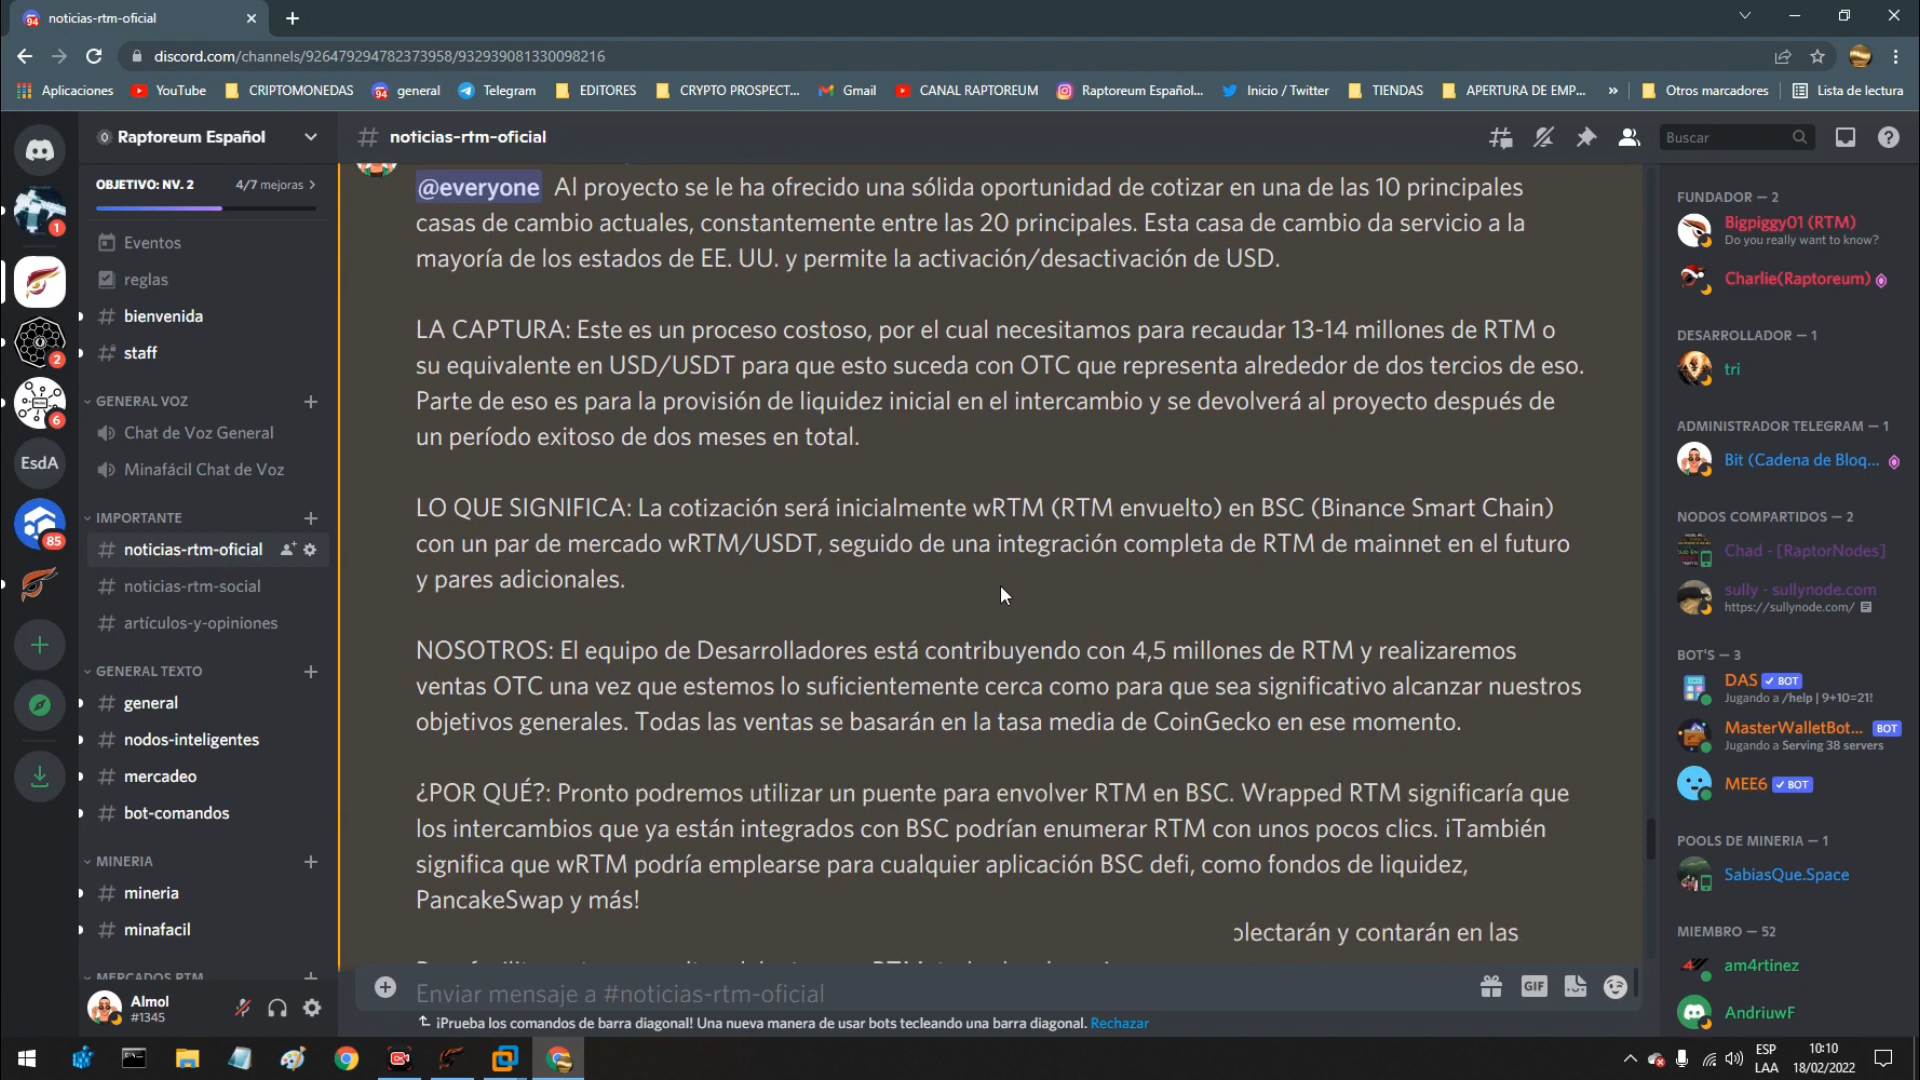 noticias-rtm-oficial
discord.com/channels/926479294782373958/932939081330098216
Aplicaciones
YouTube
CRIPTOMONEDAS
94
general
Telegram
EDITORES
CRYPTO PROSPECT...
Gmail
CANAL RAPTOREUM
Raptoreum Español...
Inicio / Twitter
TIENDAS
APERTURA DE EMP...
»
Otros marcadores
Lista de lectura
Raptoreum Español
noticias-rtm-oficial
Buscar
OBJETIVO: NV. 2
4/7 mejoras
Eventos
reglas
bienvenida
staff
GENERAL VOZ
Chat de Voz General
Minafácil Chat de Voz
IMPORTANTE
noticias-rtm-oficial
noticias-rtm-social
artículos-y-opiniones
GENERAL TEXTO
general
nodos-inteligentes
mercadeo
bot-comandos
MINERIA
mineria
minafacil
MERCADOS RTM
Almol
#1345
1
2
6
EsdA
85
@everyone Al proyecto se le ha ofrecido una sólida oportunidad de cotizar en una de las 10 principales
casas de cambio actuales, constantemente entre las 20 principales. Esta casa de cambio da servicio a la
mayoría de los estados de EE. UU. y permite la activación/desactivación de USD.
LA CAPTURA: Este es un proceso costoso, por el cual necesitamos para recaudar 13-14 millones de RTM o
su equivalente en USD/USDT para que esto suceda con OTC que representa alrededor de dos tercios de eso.
Parte de eso es para la provisión de liquidez inicial en el intercambio y se devolverá al proyecto después de
un período exitoso de dos meses en total.
LO QUE SIGNIFICA: La cotización será inicialmente wRTM (RTM envuelto) en BSC (Binance Smart Chain)
con un par de mercado wRTM/USDT, seguido de una integración completa de RTM de mainnet en el futuro
y pares adicionales.
NOSOTROS: El equipo de Desarrolladores está contribuyendo con 4,5 millones de RTM y realizaremos
ventas OTC una vez que estemos lo suficientemente cerca como para que sea significativo alcanzar nuestros
objetivos generales. Todas las ventas se basarán en la tasa media de CoinGecko en ese momento.
¿POR QUÉ?: Pronto podremos utilizar un puente para envolver RTM en BSC. Wrapped RTM significaría que
los intercambios que ya están integrados con BSC podrían enumerar RTM con unos pocos clics. ¡También
significa que wRTM podría emplearse para cualquier aplicación BSC defi, como fondos de liquidez,
PancakeSwap y más!
y contarán en las
Enviar mensaje a #noticias-rtm-oficial
GIF
¡Prueba los comandos de barra diagonal! Una nueva manera de usar bots tecleando una barra diagonal. Rechazar
FUNDADOR — 2
Bigpiggy01 (RTM)
Do you really want to know?
Charlie(Raptoreum)
DESARROLLADOR — 1
tri
ADMINISTRADOR TELEGRAM — 1
Bit (Cadena de Bloq...
NODOS COMPARTIDOS — 2
Chad - [RaptorNodes]
sully - sullynode.com
https://sullynode.com/
BOT'S — 3
DAS BOT
Jugando a /help | 9+10=21!
MasterWalletBot... BOT
Jugando a Serving 38 servers
MEE6 BOT
POOLS DE MINERIA — 1
SabiasQue.Space
MIEMBRO — 52
am4rtinez
AndriuwF
ESP
LAA
10:10
18/02/2022